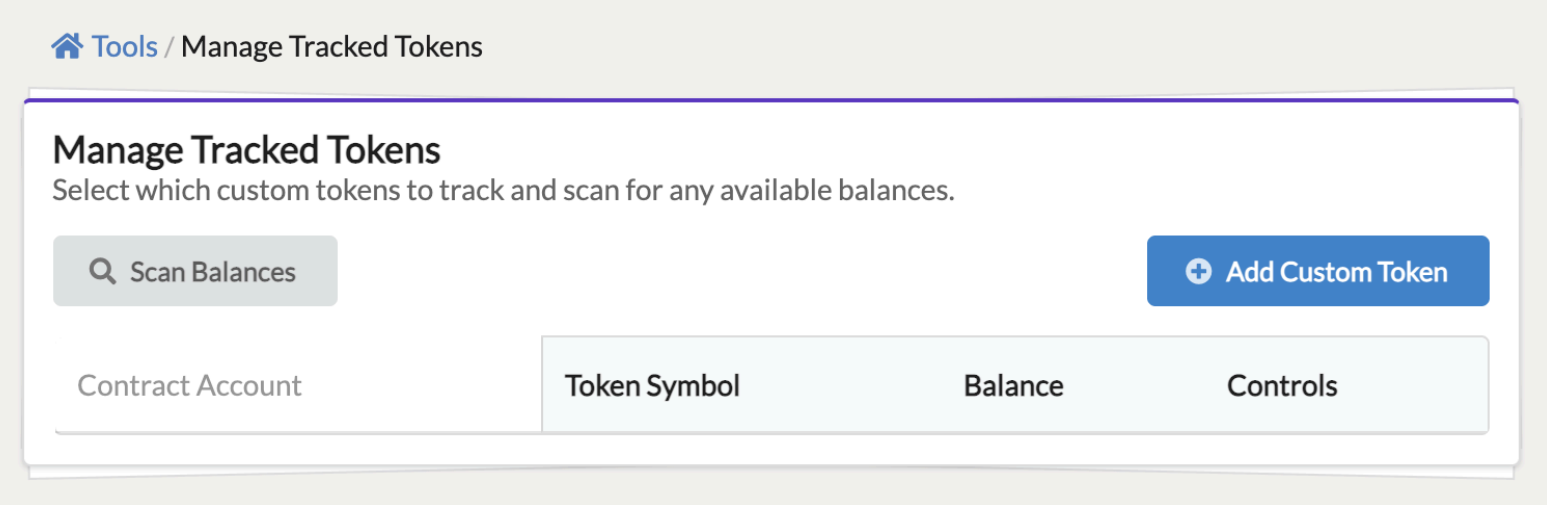 Tools / Manage Tracked Tokens
Manage Tracked Tokens
Select which custom tokens to track and scan for any available balances.
Scan Balances
Add Custom Token
Contract Account Token Symbol Balance Controls